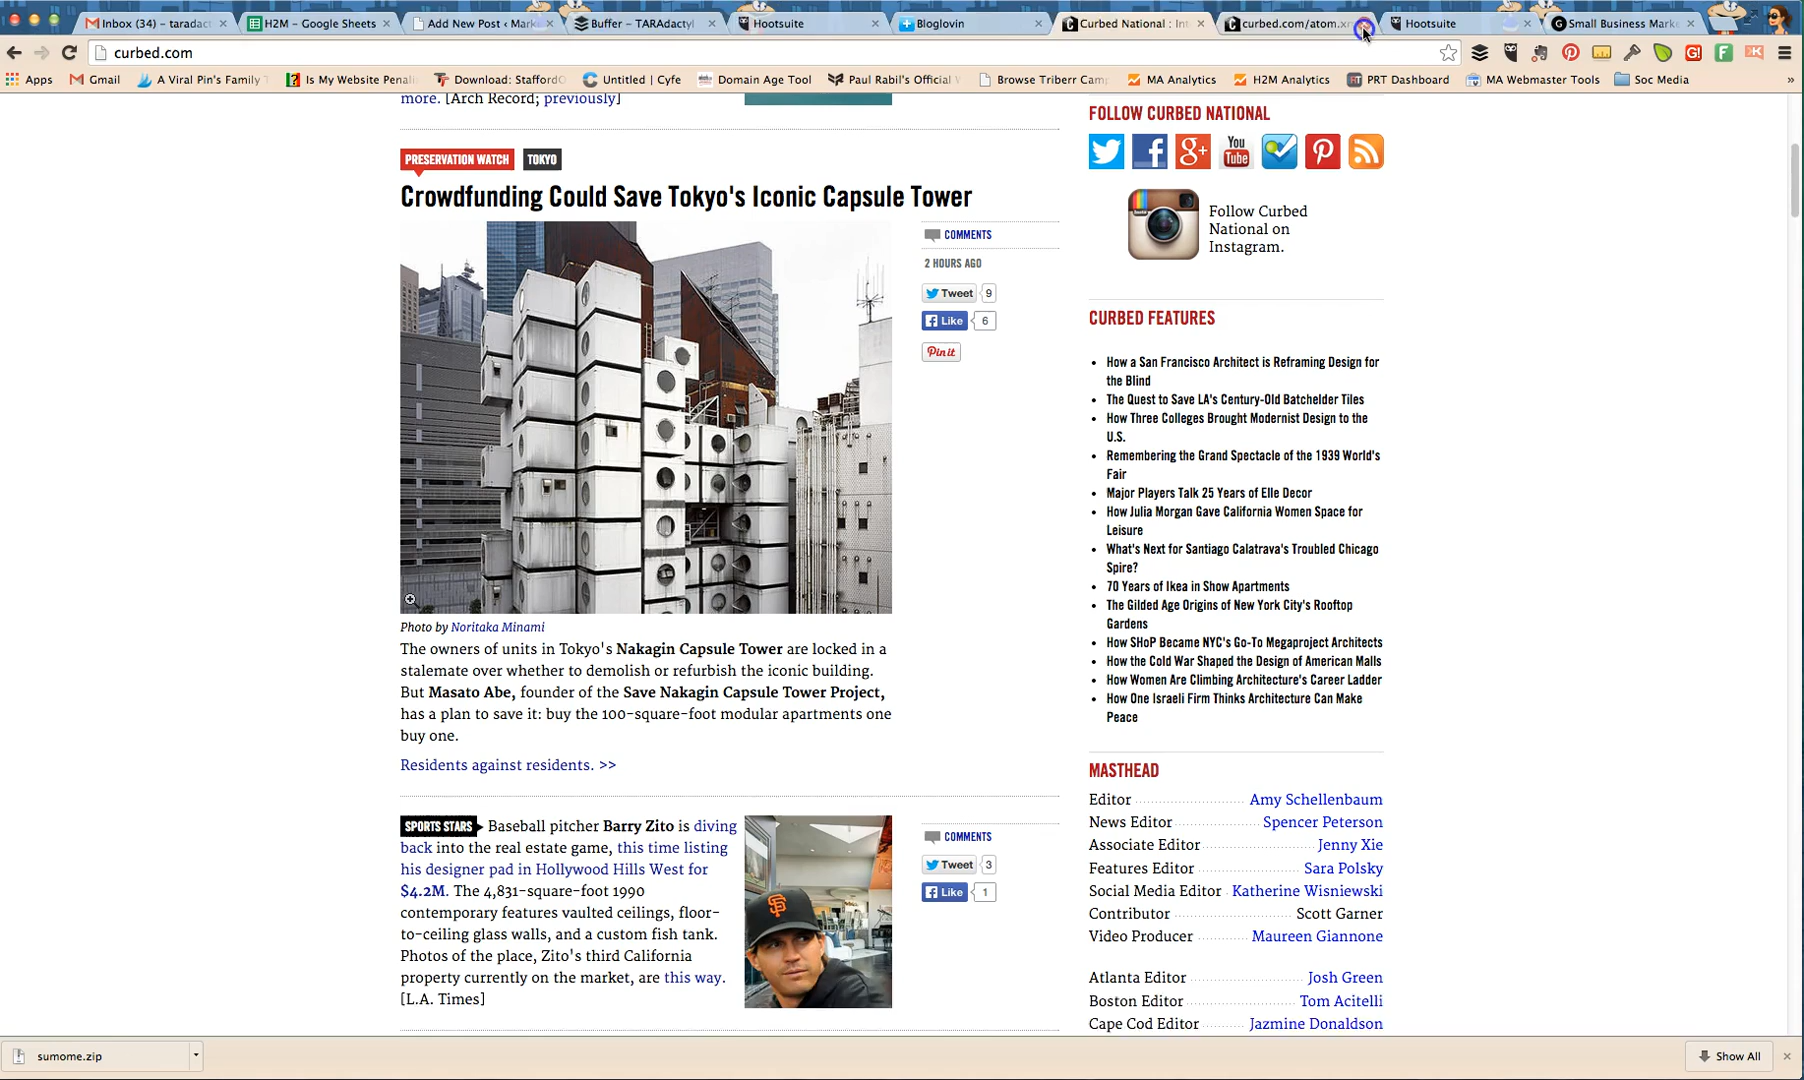 Inbox (34) – taradact
H2M – Google Sheets
Add New Post ‹ Mark
Buffer – TARAdactyl
Hootsuite
Bloglovin
Curbed National : In
curbed.com/atom.xm
Hootsuite
Small Business Mark
curbed.com
Apps
Gmail
A Viral Pin's Family
Is My Website Pena
Download: StaffordO
Untitled | Cyfe
Domain Age Tool
Paul Rabil's Official
Browse Triberr Cam
MA Analytics
H2M Analytics
PRT Dashboard
MA Webmaster Tools
Soc Media
»
more. [Arch Record; previously]
PRESERVATION WATCH
TOKYO
Crowdfunding Could Save Tokyo's Iconic Capsule Tower
COMMENTS
2 HOURS AGO
Tweet 9
Like 6
Pin it
Photo by Noritaka Minami
The owners of units in Tokyo's Nakagin Capsule Tower are locked in a
stalemate over whether to demolish or refurbish the iconic building.
But Masato Abe, founder of the Save Nakagin Capsule Tower Project,
has a plan to save it: buy the 100-square-foot modular apartments one
buy one.
Residents against residents. >>
SPORTS STARS Baseball pitcher Barry Zito is diving
back into the real estate game, this time listing
his designer pad in Hollywood Hills West for
$4.2M. The 4,831-square-foot 1990
contemporary features vaulted ceilings, floor-
to-ceiling glass walls, and a custom fish tank.
Photos of the place, Zito's third California
property currently on the market, are this way.
[L.A. Times]
COMMENTS
Tweet 3
Like 1
FOLLOW CURBED NATIONAL
You
Tube
Follow Curbed
National on
Instagram.
CURBED FEATURES
• How a San Francisco Architect is Reframing Design for
the Blind
• The Quest to Save LA's Century-Old Batchelder Tiles
• How Three Colleges Brought Modernist Design to the
U.S.
• Remembering the Grand Spectacle of the 1939 World's
Fair
• Major Players Talk 25 Years of Elle Decor
• How Julia Morgan Gave California Women Space for
Leisure
• What's Next for Santiago Calatrava's Troubled Chicago
Spire?
• 70 Years of Ikea in Show Apartments
• The Gilded Age Origins of New York City's Rooftop
Gardens
• How SHoP Became NYC's Go-To Megaproject Architects
• How the Cold War Shaped the Design of American Malls
• How Women Are Climbing Architecture's Career Ladder
• How One Israeli Firm Thinks Architecture Can Make
Peace
MASTHEAD
Editor Amy Schellenbaum
News Editor Spencer Peterson
Associate Editor Jenny Xie
Features Editor Sara Polsky
Social Media Editor Katherine Wisniewski
Contributor Scott Garner
Video Producer Maureen Giannone
Atlanta Editor Josh Green
Boston Editor Tom Acitelli
Cape Cod Editor Jazmine Donaldson
sumome.zip
Show All